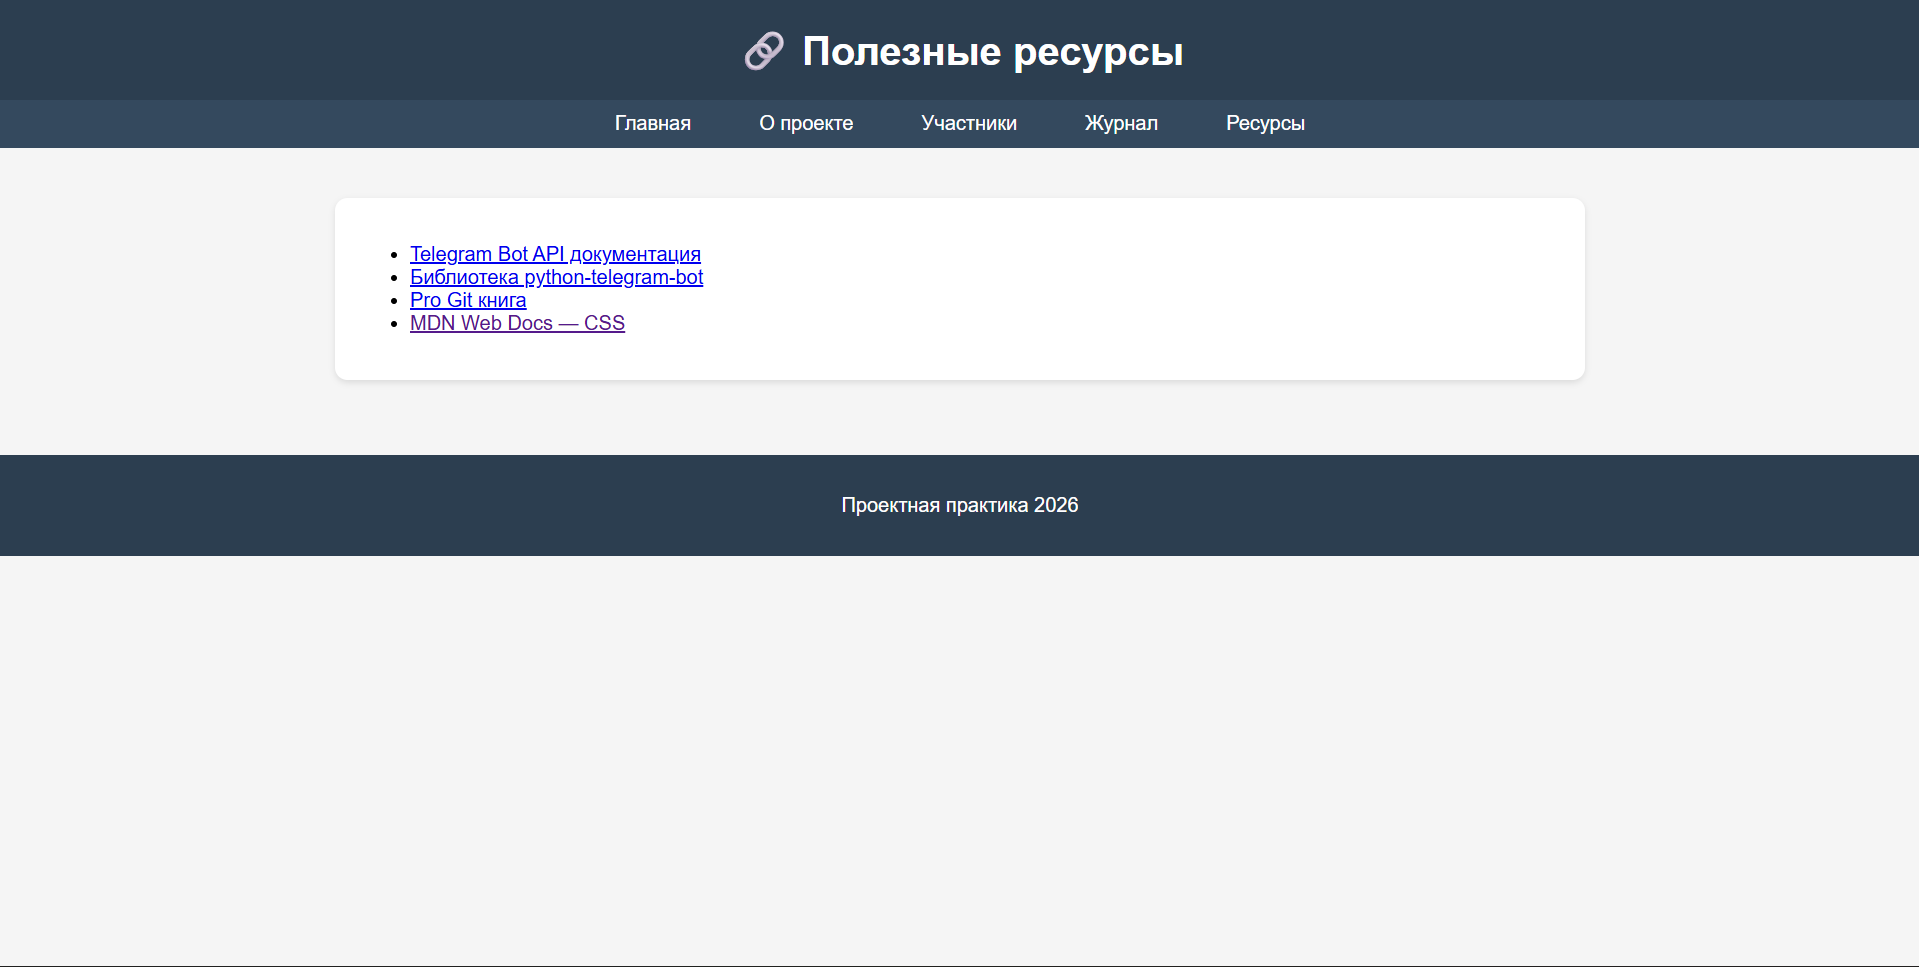 Полезные ресурсы
Главная О проекте Участники Журнал Ресурсы
Telegram Bot API документация
Библиотека python-telegram-bot
Pro Git книга
MDN Web Docs — CSS
Проектная практика 2026